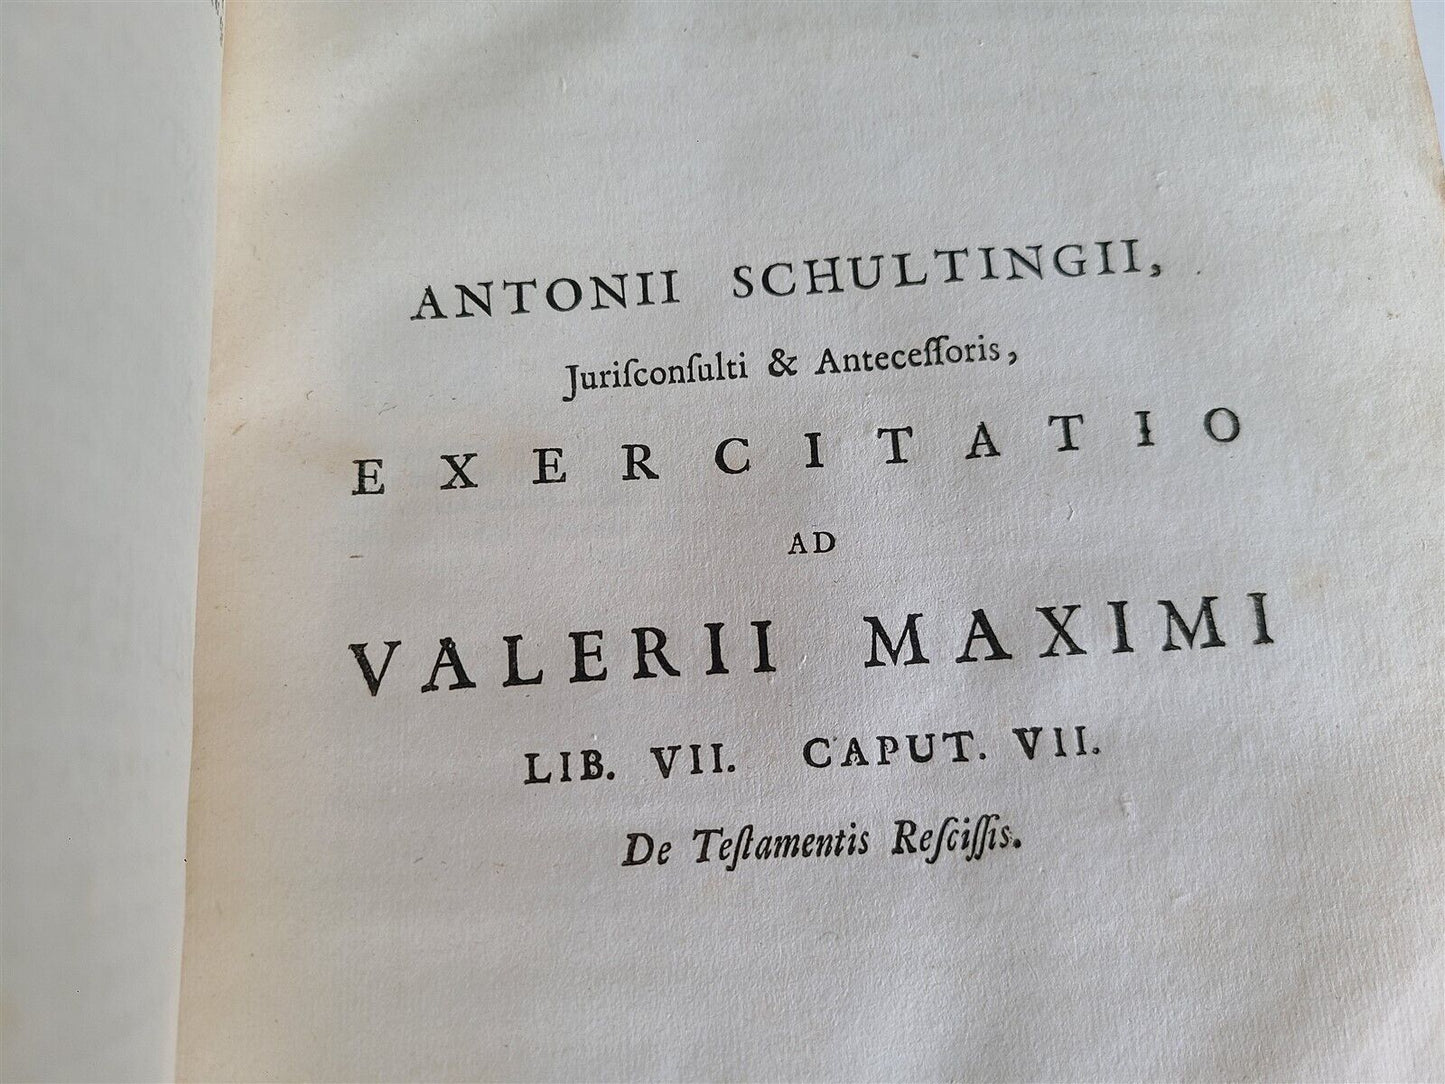 ANTONII SCHULTINGII,
Juriſconſulti & Anteceſſoris,
EXERCITATIO
AD
VALERII MAXIMI
LIB. VII. CAPUT. VII.
De Teſtamentis Reſciſſis.